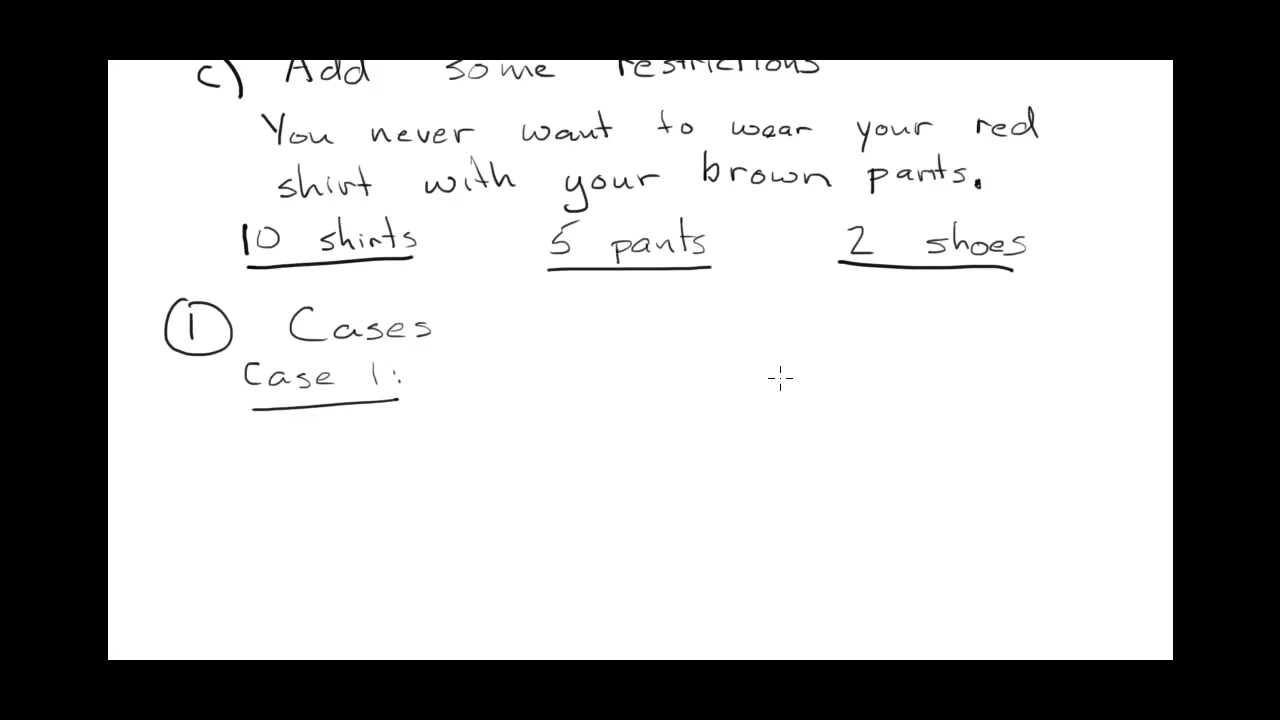 c) Add some restrictions
You never want to wear your red
shirt with your brown pants.
10 shirts 5 pants 2 shoes
1 Cases
Case 1: